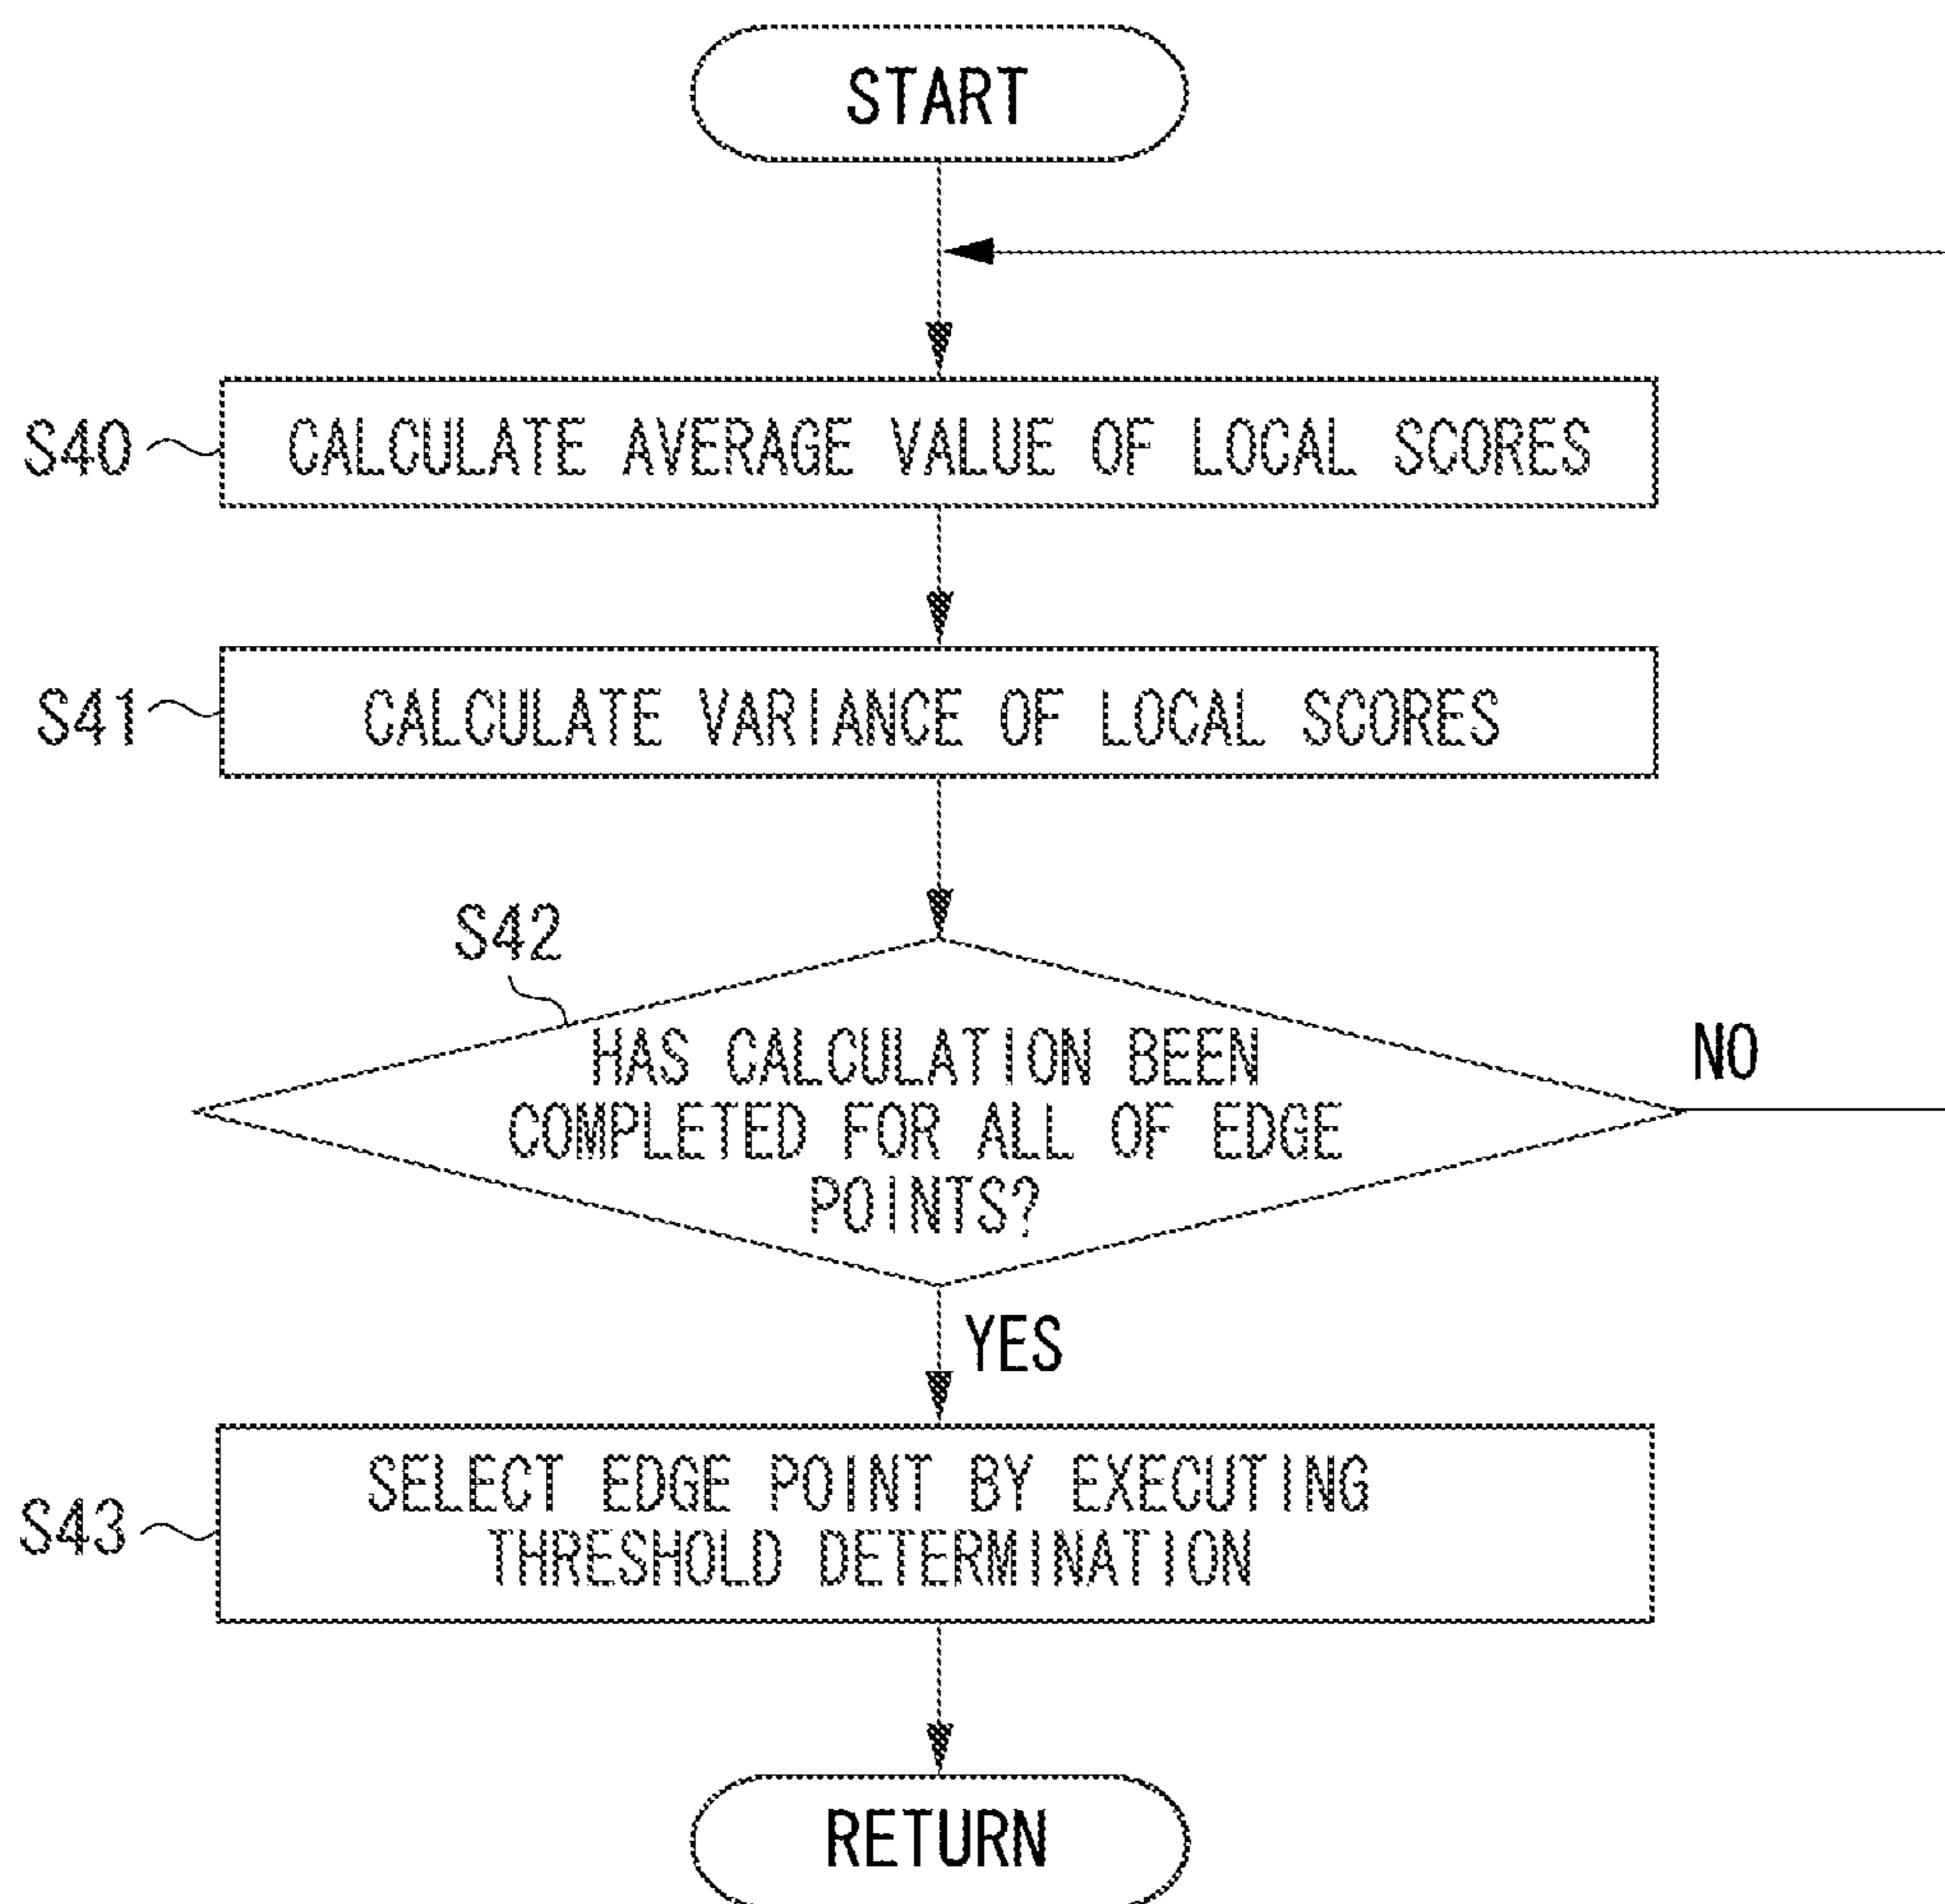 START
S40
CALCULATE AVERAGE VALUE OF LOCAL SCORES
S41
CALCULATE VARIANCE OF LOCAL SCORES
S42
HAS CALCULATION BEEN
COMPLETED FOR ALL OF EDGE
POINTS?
NO
YES
S43
SELECT EDGE POINT BY EXECUTING
THRESHOLD DETERMINATION
RETURN